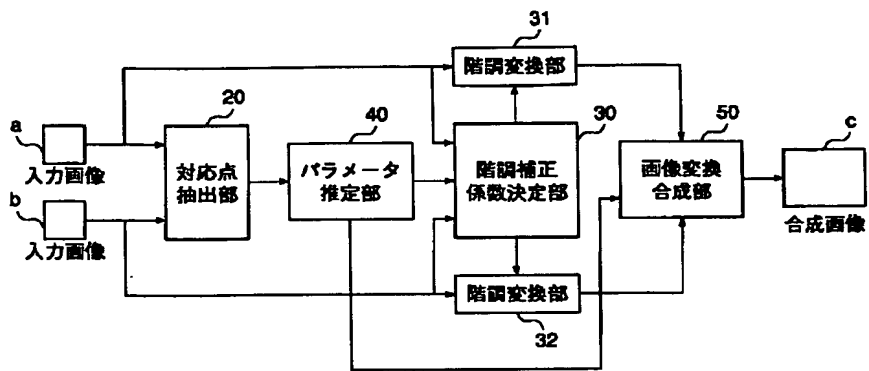 31
階調変換部
a
入力画像
b
入力画像
20
対応点
抽出部
40
パラメータ
推定部
30
階調補正
係数決定部
階調変換部
32
50
画像変換
合成部
c
合成画像